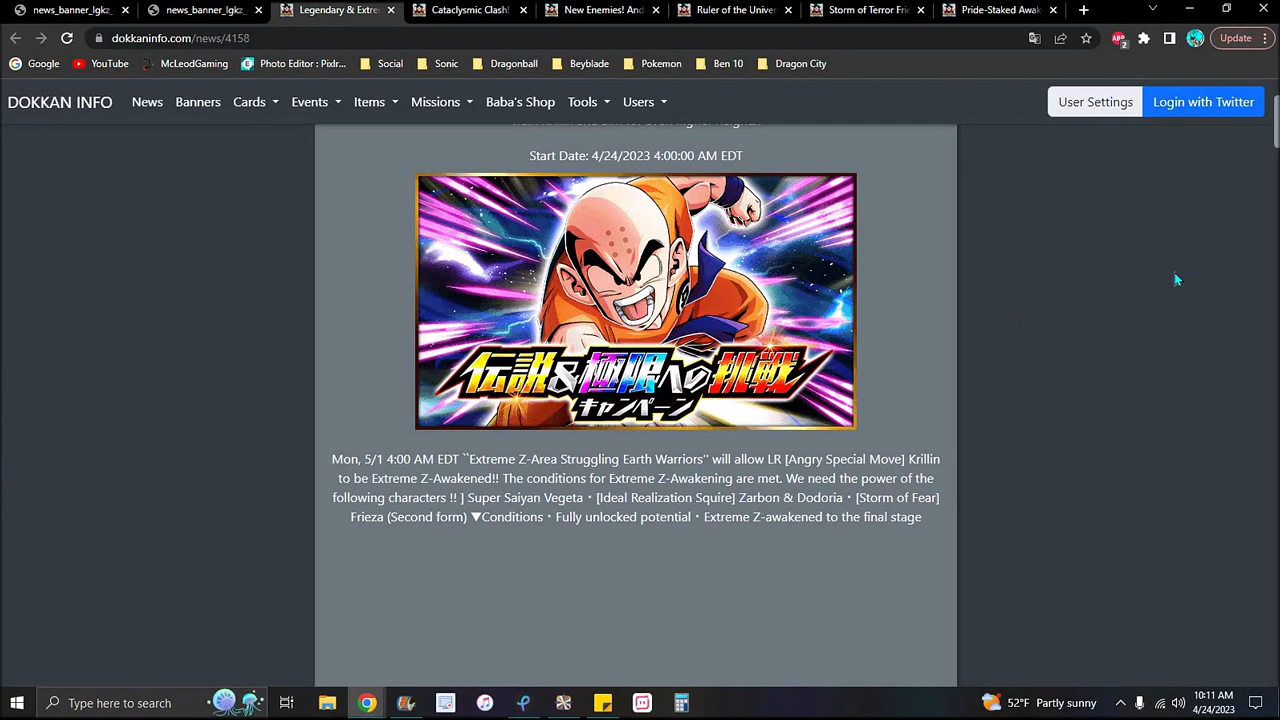 news_banner_lgkz_
news_banner_lgkz_
Legendary & Extre
Cataclysmic Clash!
New Enemies! And
Ruler of the Univer
Storm of Terror Fri
Pride-Staked Awak
dokkaninfo.com/news/4158
ABP
2
Update
Google
YouTube
McLeodGaming
Photo Editor : Pixlr...
Social
Sonic
Dragonball
Beyblade
Pokemon
Ben 10
Dragon City
DOKKAN INFO
News
Banners
Cards
Events
Items
Missions
Baba's Shop
Tools
Users
User Settings
Login with Twitter
Start Date: 4/24/2023 4:00:00 AM EDT
伝説&極限への挑戦
キャンペーン
Mon, 5/1 4:00 AM EDT ``Extreme Z-Area Struggling Earth Warriors'' will allow LR [Angry Special Move] Krillin
to be Extreme Z-Awakened!! The conditions for Extreme Z-Awakening are met. We need the power of the
following characters !! ] Super Saiyan Vegeta・[Ideal Realization Squire] Zarbon & Dodoria・[Storm of Fear]
Frieza (Second form) ▼Conditions・Fully unlocked potential・Extreme Z-awakened to the final stage
Type here to search
52°F Partly sunny
10:11 AM
4/24/2023